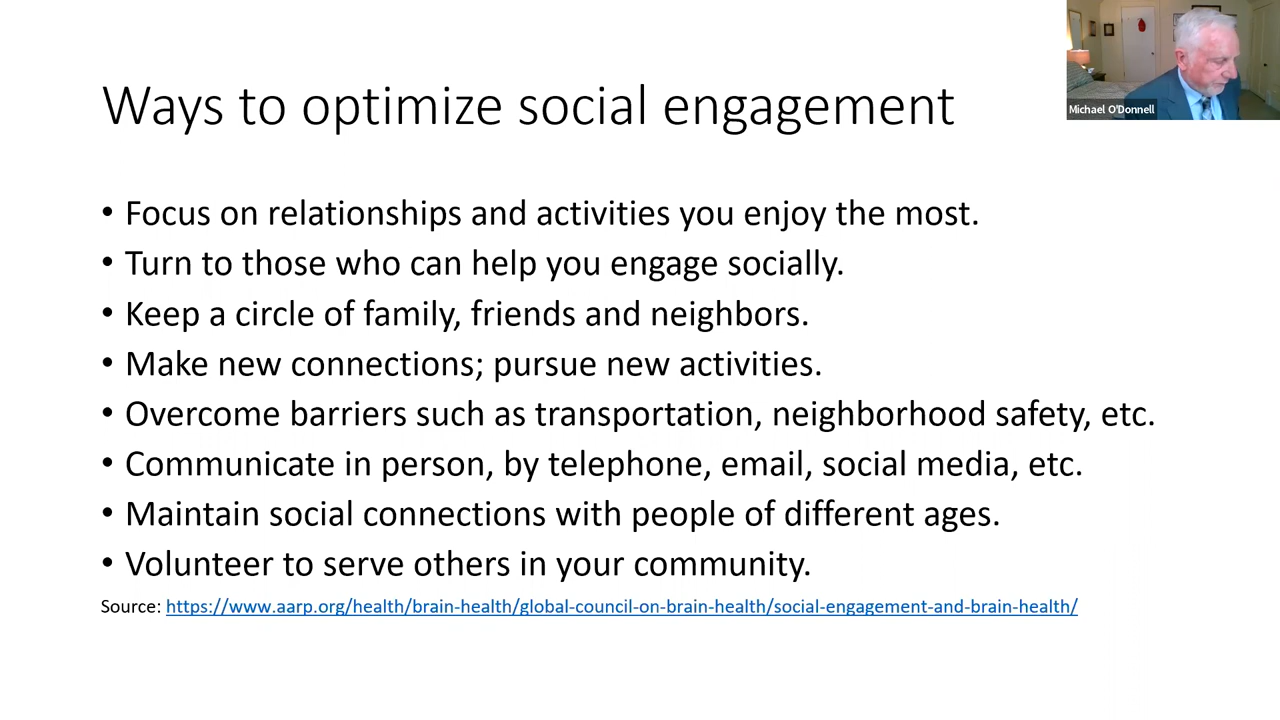 Ways to optimize social engagement
Michael O'Donnell
• Focus on relationships and activities you enjoy the most.
• Turn to those who can help you engage socially.
• Keep a circle of family, friends and neighbors.
• Make new connections; pursue new activities.
• Overcome barriers such as transportation, neighborhood safety, etc.
• Communicate in person, by telephone, email, social media, etc.
• Maintain social connections with people of different ages.
• Volunteer to serve others in your community.
Source: https://www.aarp.org/health/brain-health/global-council-on-brain-health/social-engagement-and-brain-health/